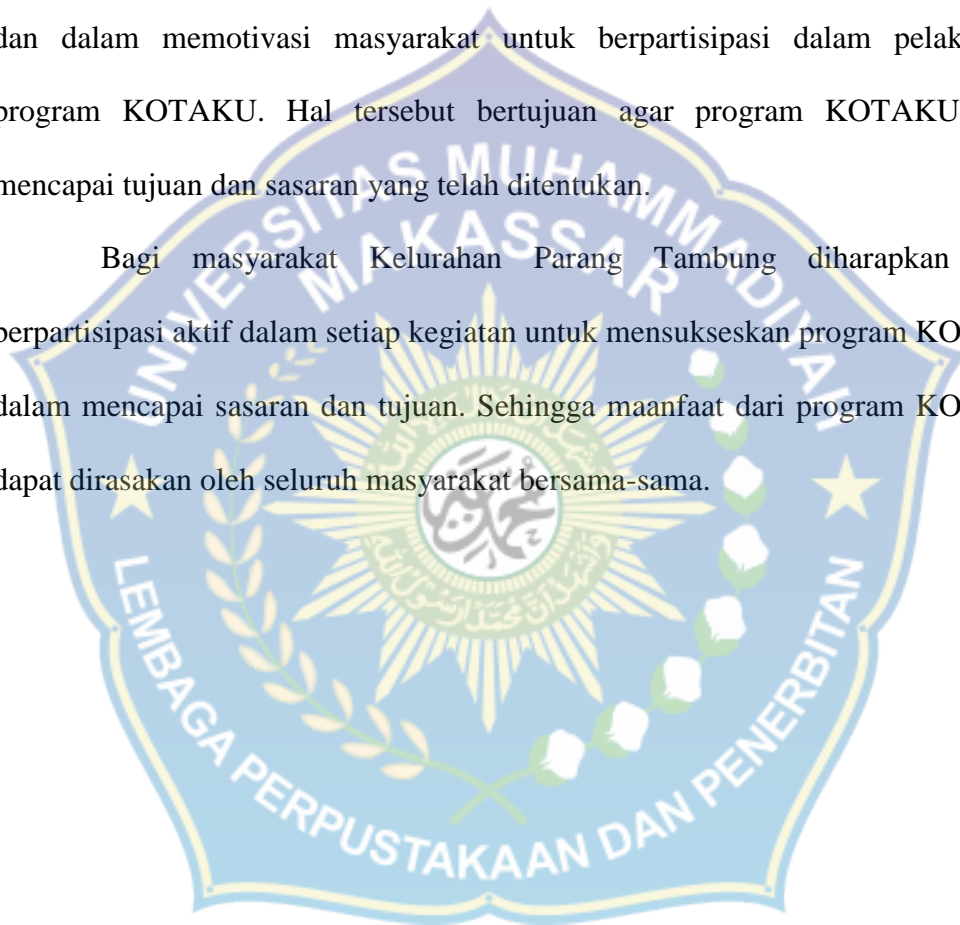 dan dalam memotivasi masyarakat untuk berpartisipasi dalam pelak
program KOTAKU. Hal tersebut bertujuan agar program KOTAKU
mencapai tujuan dan sasaran yang telah ditentukan.
Bagi masyarakat Kelurahan Parang Tambung diharapkan
berpartisipasi aktif dalam setiap kegiatan untuk mensukseskan program KO
dalam mencapai sasaran dan tujuan. Sehingga maanfaat dari program KO
dapat dirasakan oleh seluruh masyarakat bersama-sama.
UNIVERSITAS MUHAMMADIYAH
MAKASSAR
LEMBAGA PERPUSTAKAAN DAN PENERBITAN